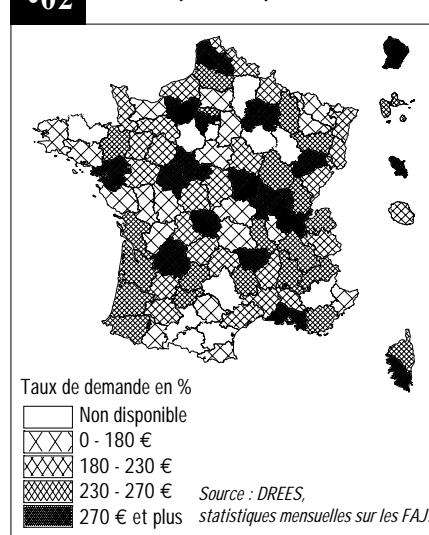 •02
Taux de demande en %
Non disponible
0 - 180 €
180 - 230 €
230 - 270 €
270 € et plus
Source : DREES,
statistiques mensuelles sur les FAJ.